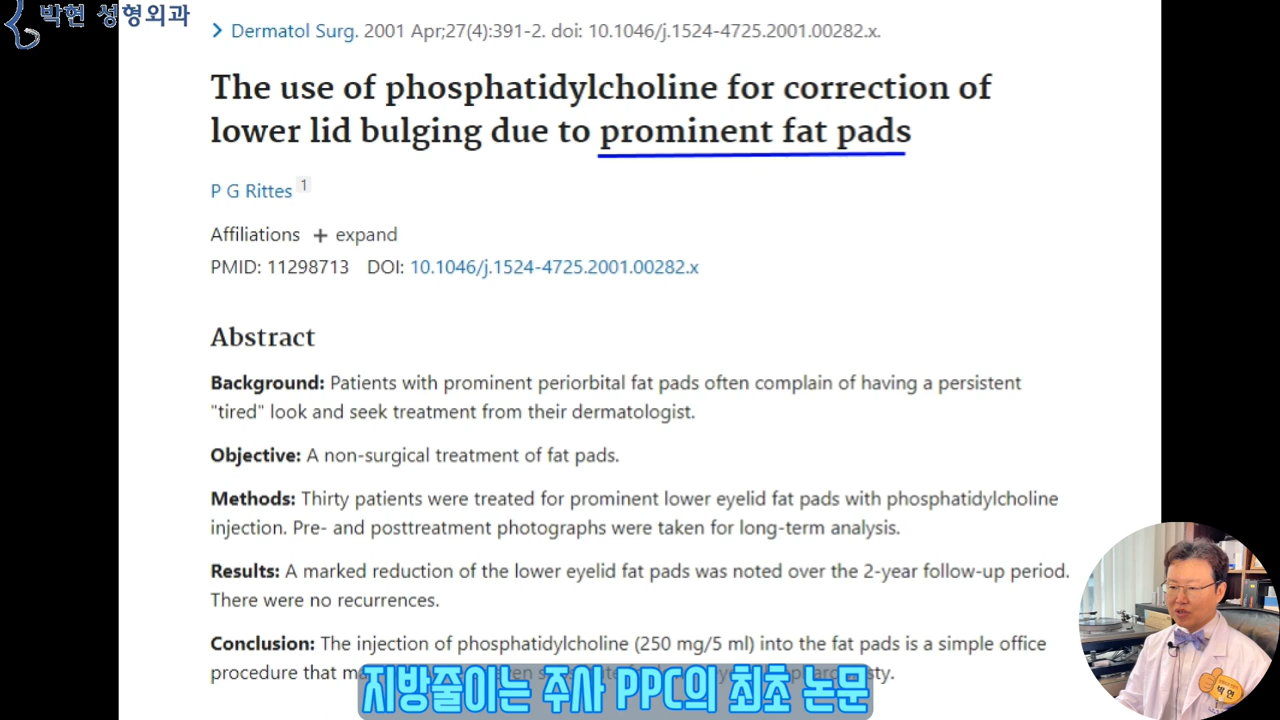 박현 성형외과
Dermatol Surg. 2001 Apr;27(4):391-2. doi: 10.1046/j.1524-4725.2001.00282.x.
The use of phosphatidylcholine for correction of
lower lid bulging due to prominent fat pads
P G Rittes 1
Affiliations + expand
PMID: 11298713 DOI: 10.1046/j.1524-4725.2001.00282.x
Abstract
Background: Patients with prominent periorbital fat pads often complain of having a persistent
"tired" look and seek treatment from their dermatologist.
Objective: A non-surgical treatment of fat pads.
Methods: Thirty patients were treated for prominent lower eyelid fat pads with phosphatidylcholine
injection. Pre- and posttreatment photographs were taken for long-term analysis.
Results: A marked reduction of the lower eyelid fat pads was noted over the 2-year follow-up period.
There were no recurrences.
Conclusion: The injection of phosphatidylcholine (250 mg/5 ml) into the fat pads is a simple office
procedure that
지방줄이는 주사 PPC의 최초 논문
박현